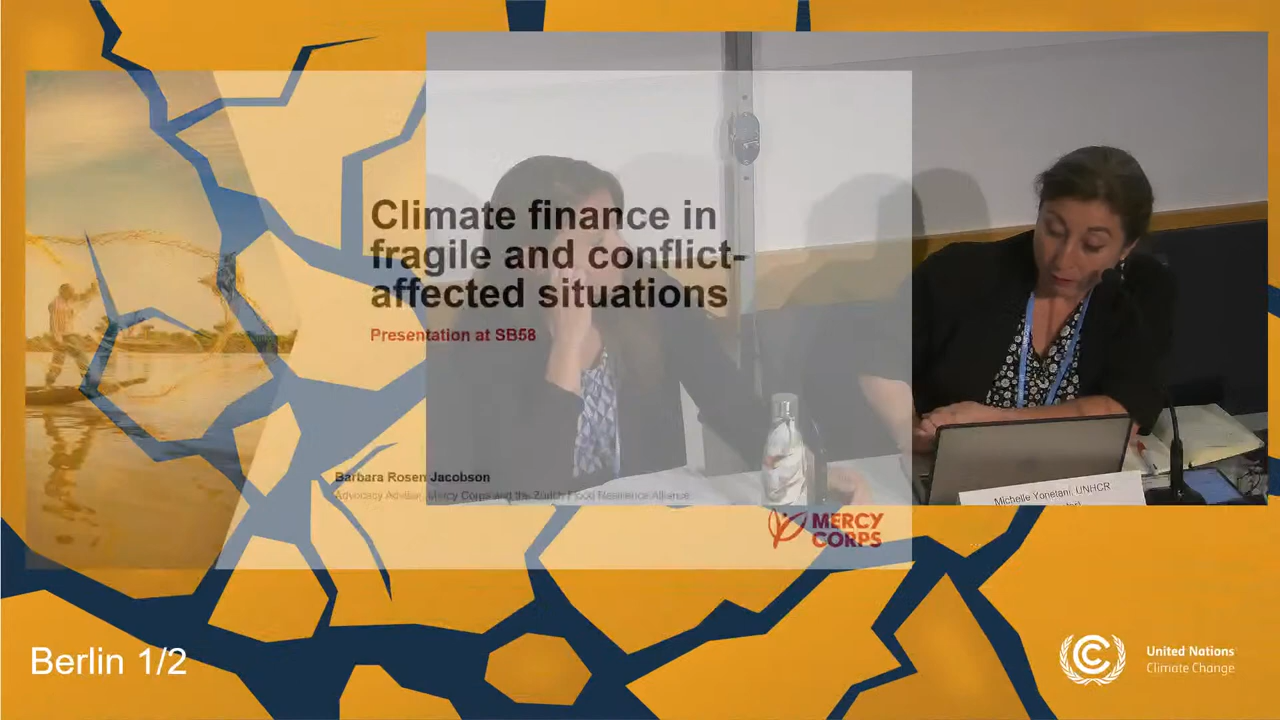 Climate finance in
fragile and conflict-
affected situations
Presentation at SB58
Barbara Rosen Jacobson
Advocacy Advisor, Mercy Corps and the Zurich Flood Resilience Alliance
MERCY
CORPS
Michelle Yonetani, UNHCR
Berlin 1/2
United Nations
Climate Change